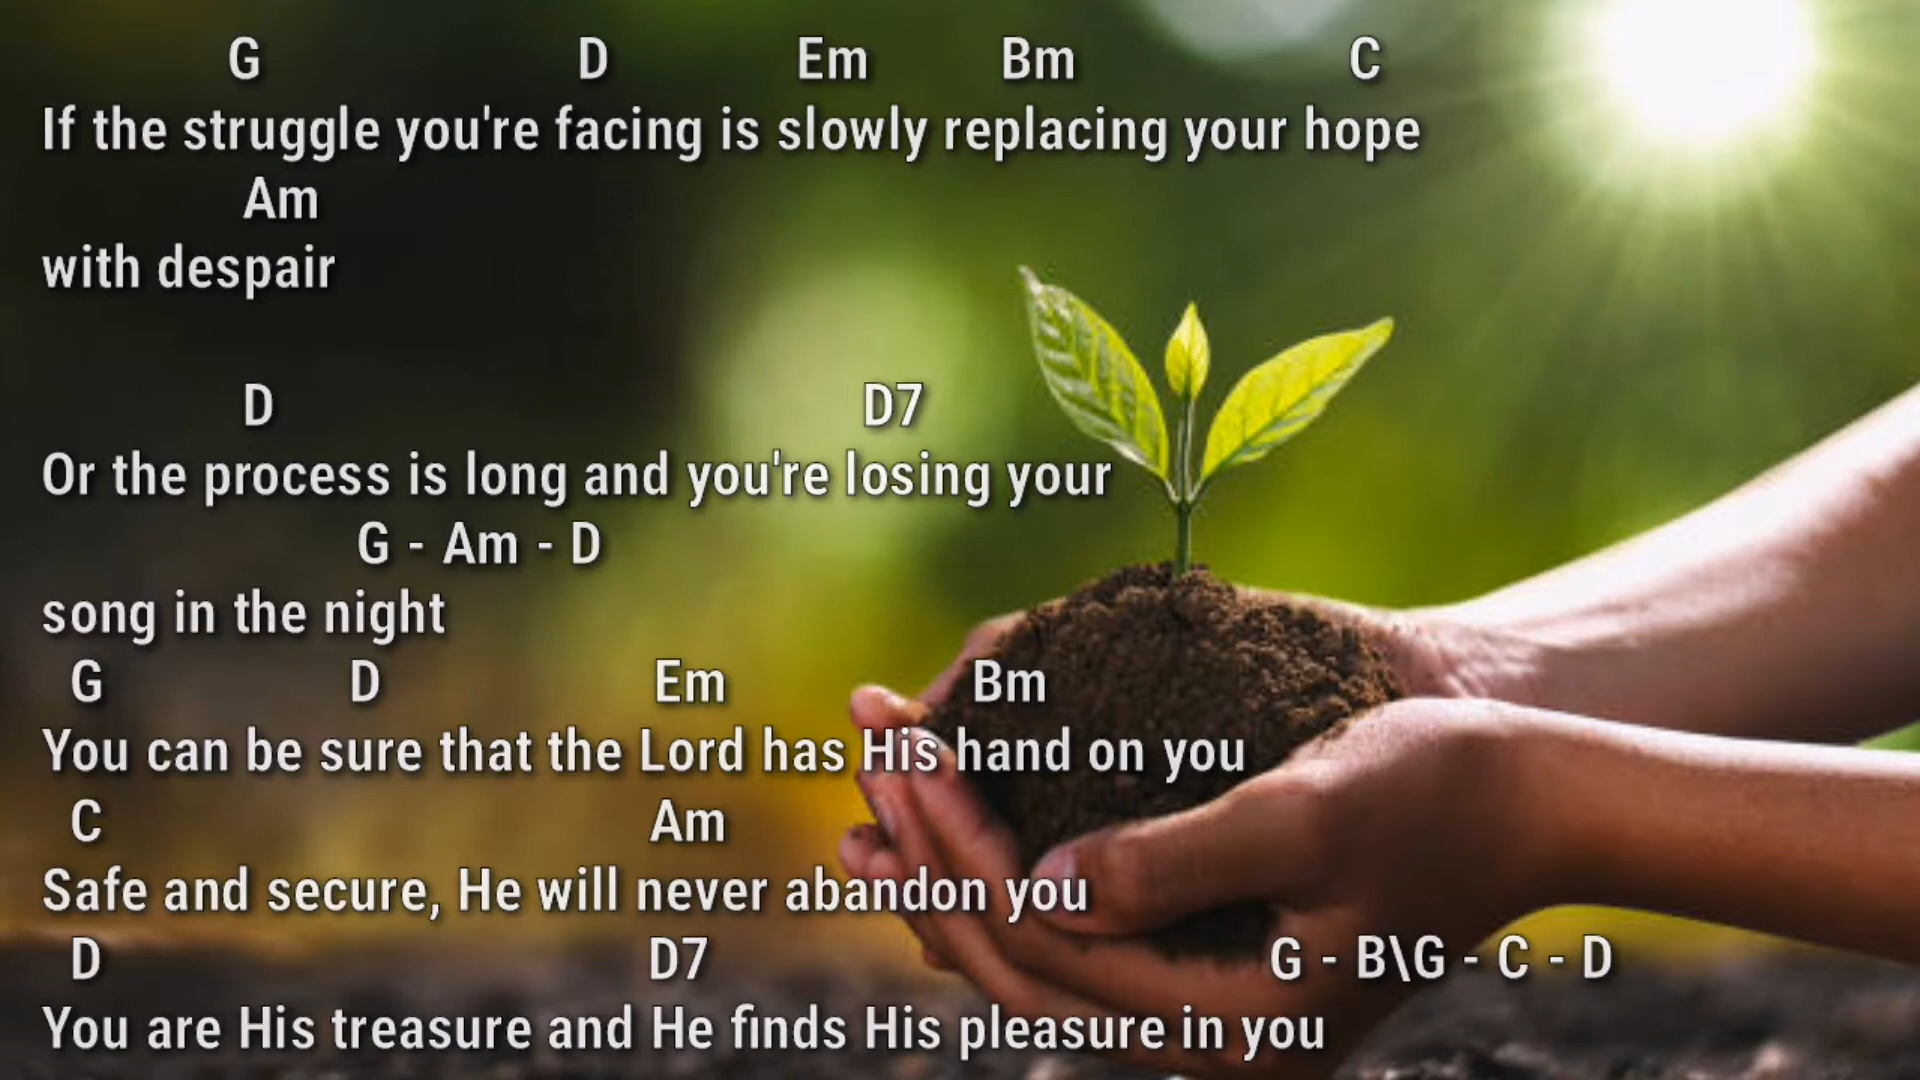 G D Em Bm C
If the struggle you're facing is slowly replacing your hope
Am
with despair
D D7
Or the process is long and you're losing your
G - Am - D
song in the night
G D Em Bm
You can be sure that the Lord has His hand on you
C Am
Safe and secure, He will never abandon you
D D7 G - B\G - C - D
You are His treasure and He finds His pleasure in you